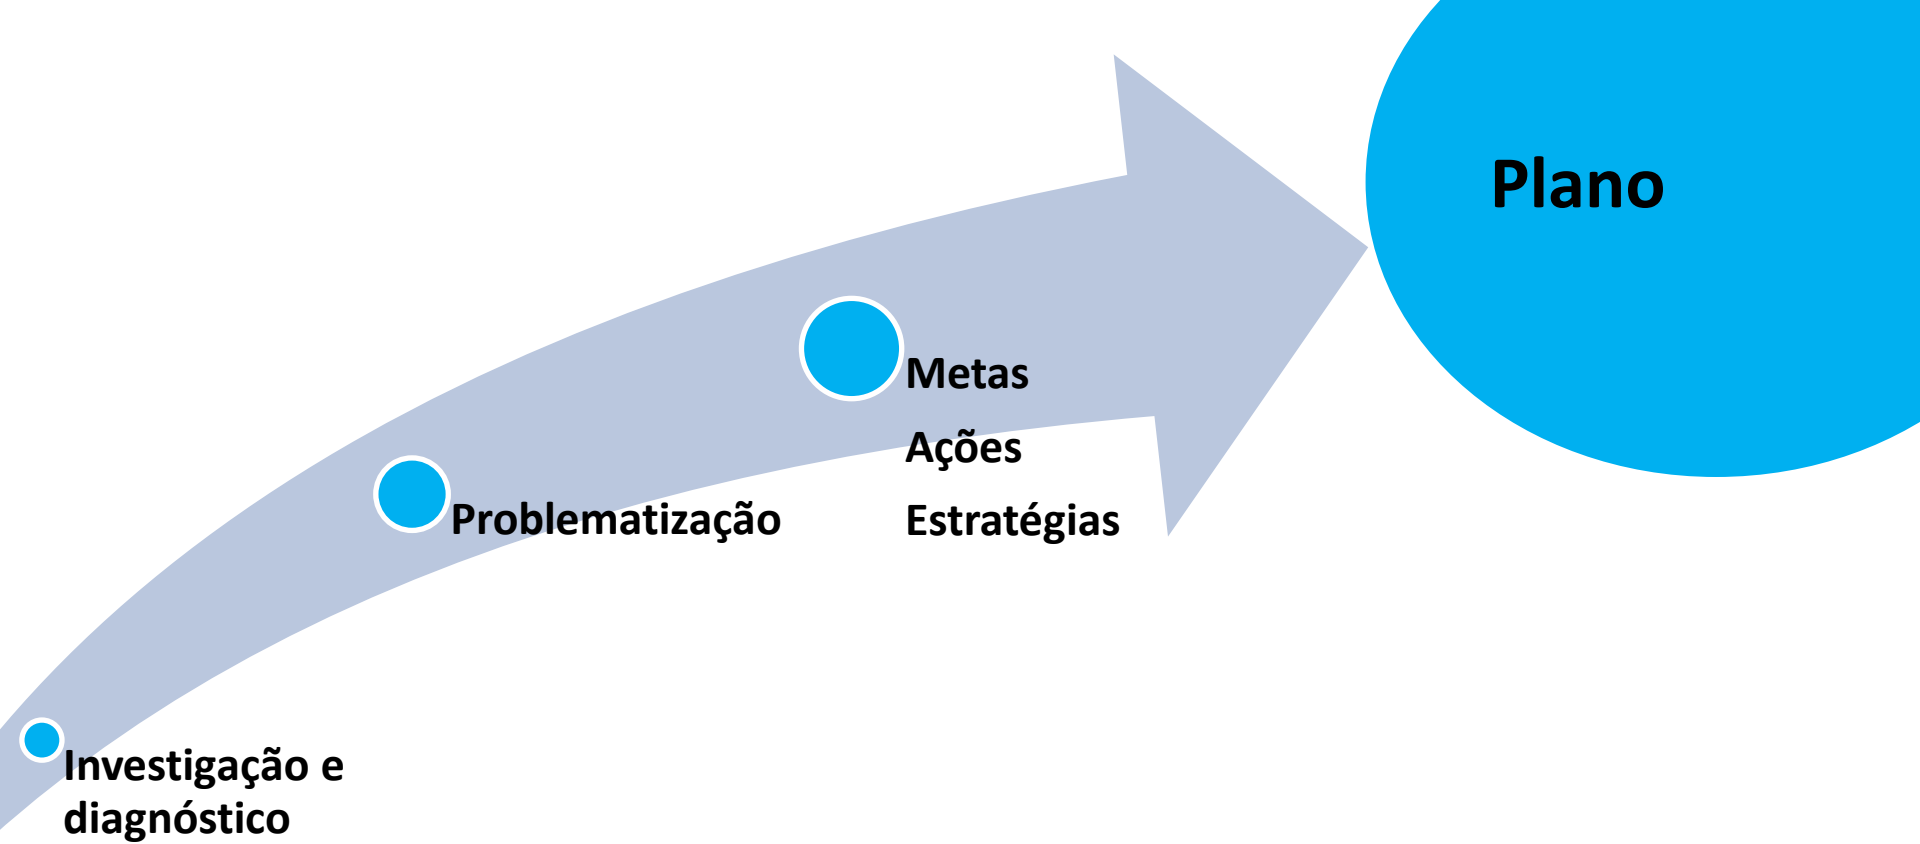 Plano
Metas
Ações
Estratégias
Problematização
Investigação e
diagnóstico